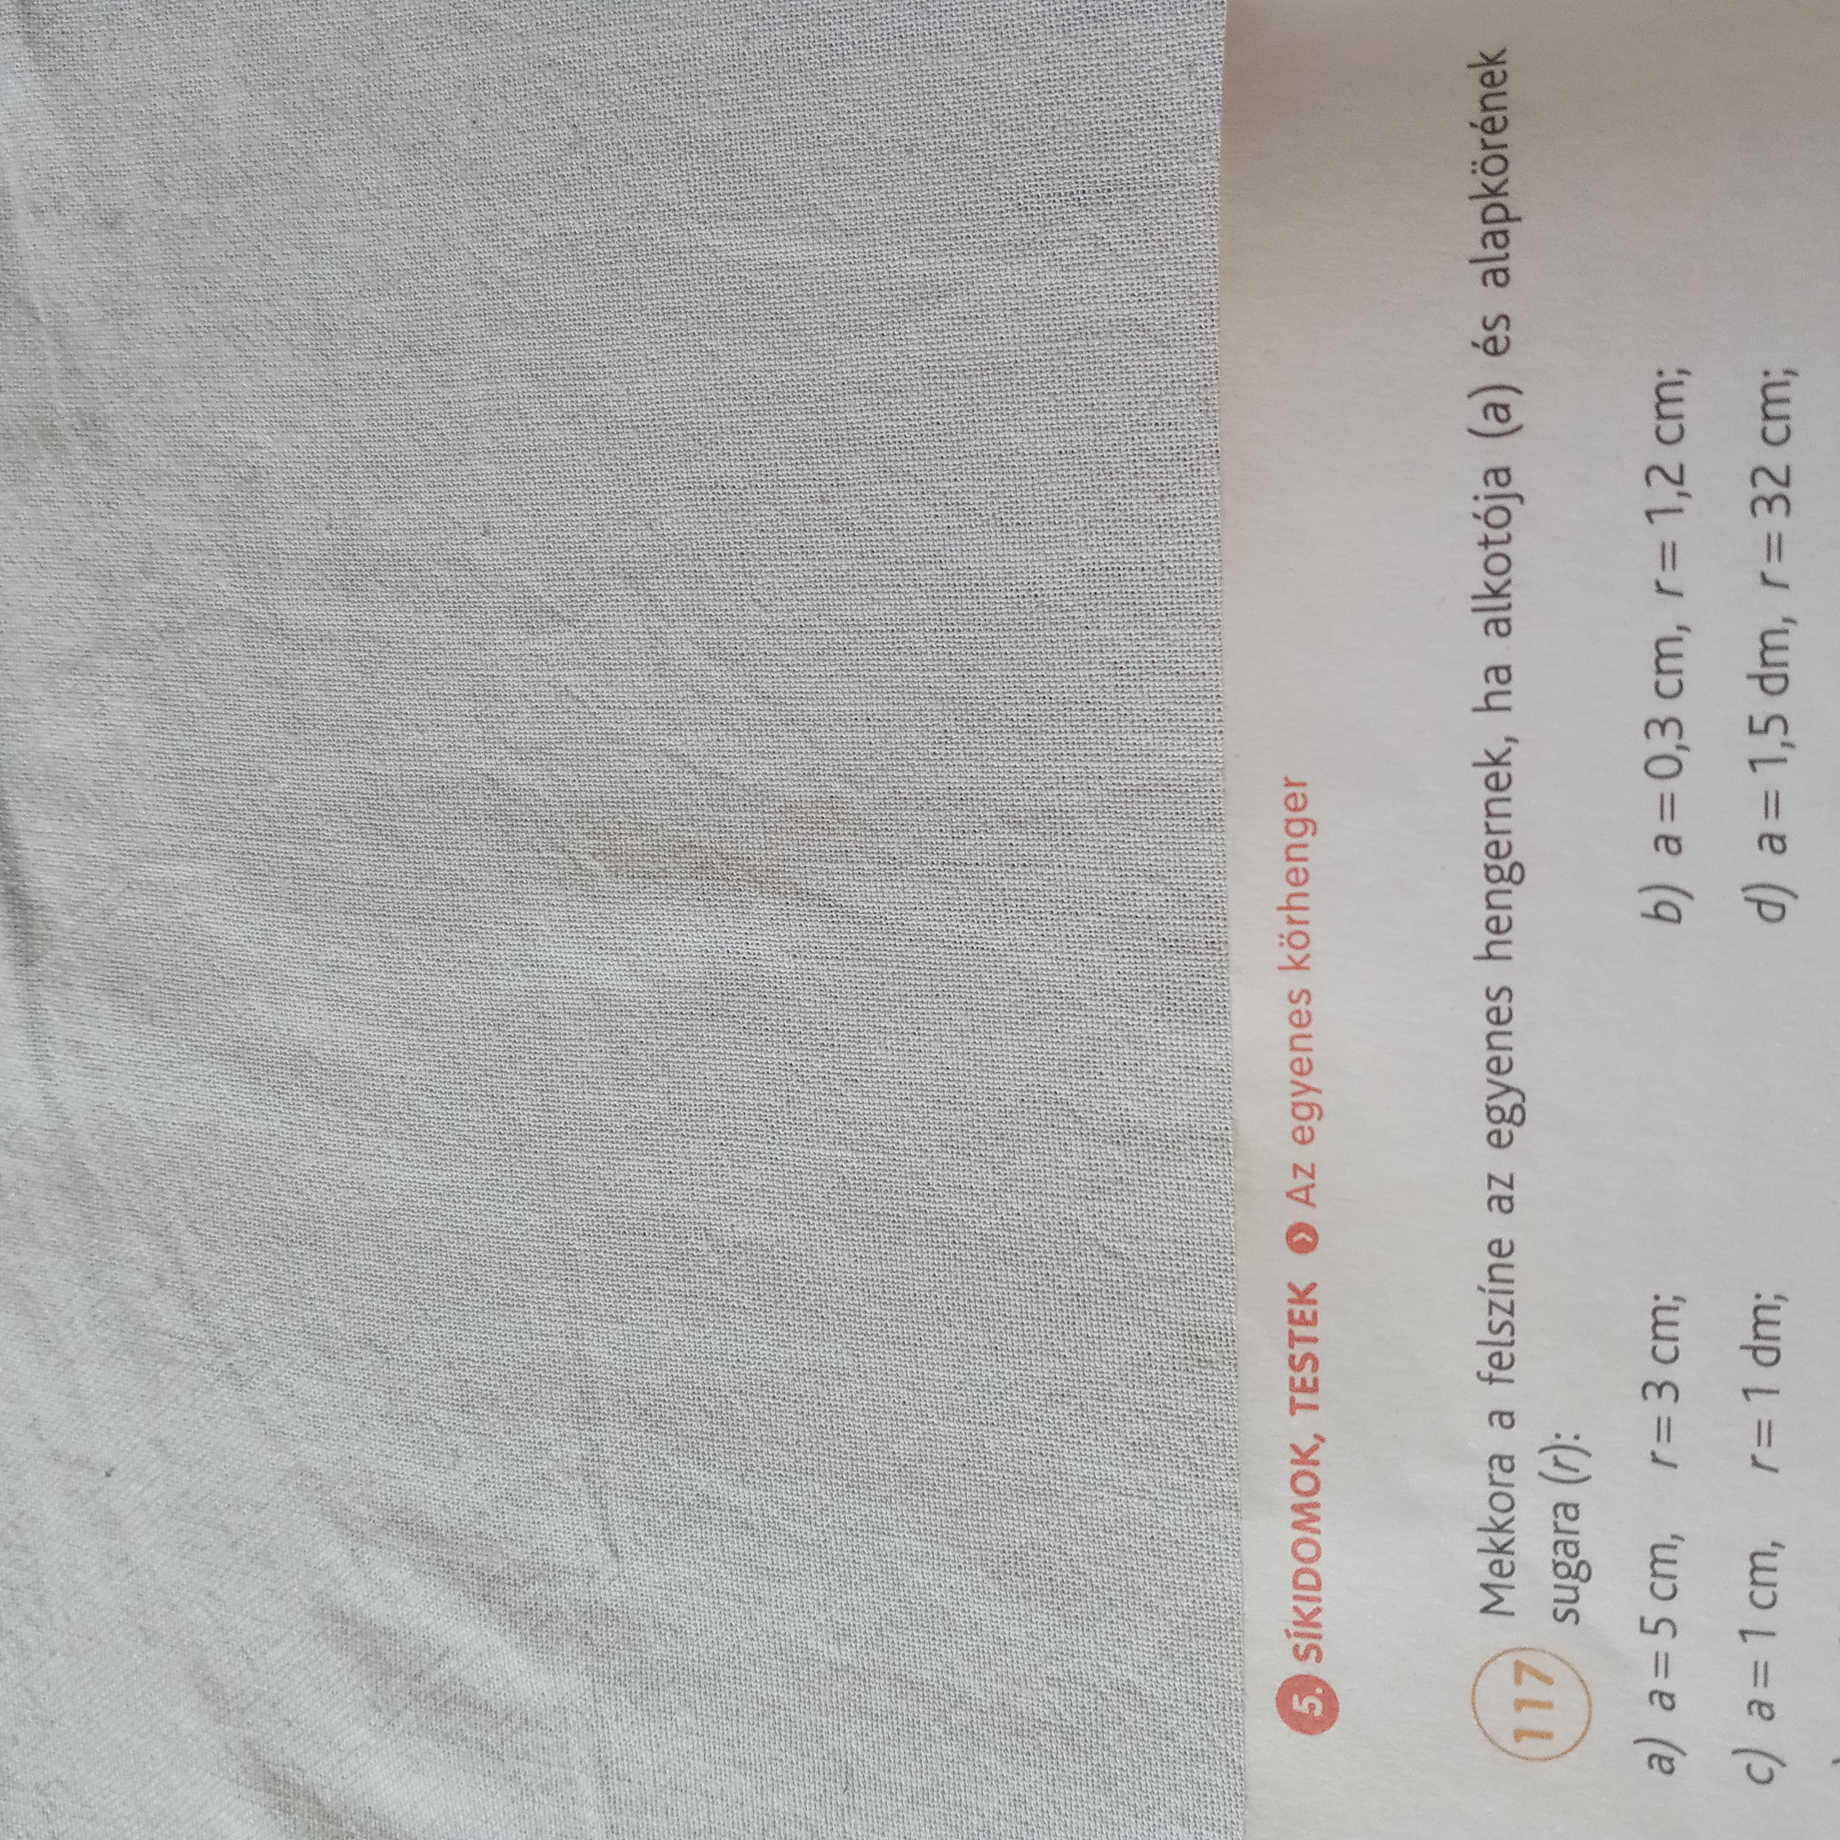 5. SÍKIDOMOK, TESTEK › Az egyenes körhenger
117 Mekkora a felszíne az egyenes hengernek, ha alkotója (a) és alapkörének
sugara (r):
a) a = 5 cm, r = 3 cm; b) a = 0,3 cm, r = 1,2 cm;
c) a = 1 cm, r = 1 dm; d) a = 1,5 dm, r = 32 cm;